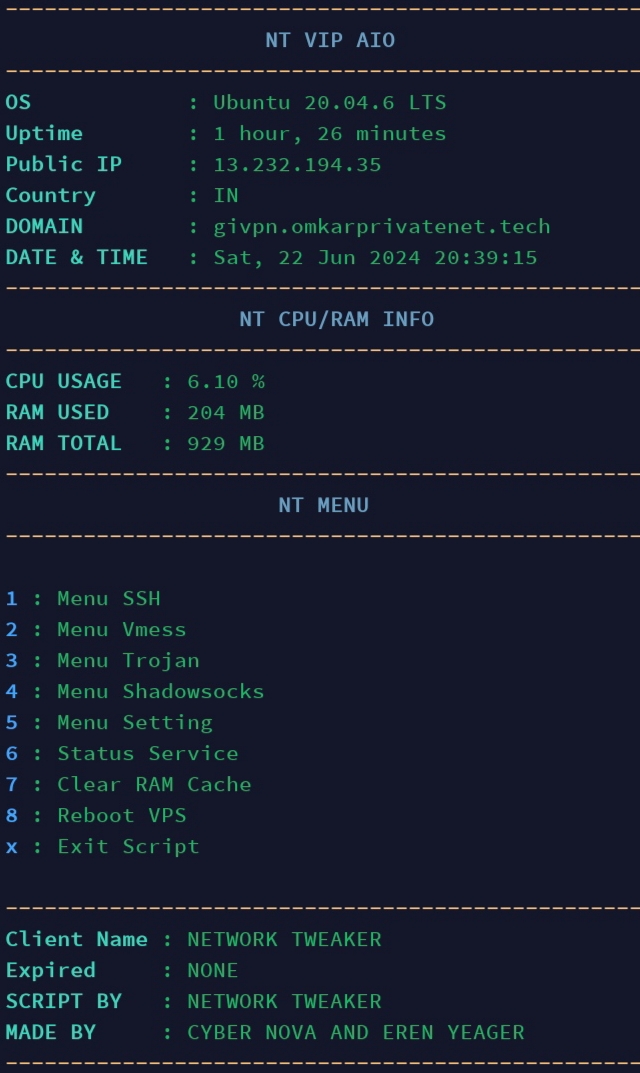 NT VIP AIO
OS : Ubuntu 20.04.6 LTS
Uptime : 1 hour, 26 minutes
Public IP : 13.232.194.35
Country : IN
DOMAIN : givpn.omkarprivatenet.tech
DATE & TIME : Sat, 22 Jun 2024 20:39:15
NT CPU/RAM INFO
CPU USAGE : 6.10 %
RAM USED : 204 MB
RAM TOTAL : 929 MB
NT MENU
1 : Menu SSH
2 : Menu Vmess
3 : Menu Trojan
4 : Menu Shadowsocks
5 : Menu Setting
6 : Status Service
7 : Clear RAM Cache
8 : Reboot VPS
x : Exit Script
Client Name : NETWORK TWEAKER
Expired : NONE
SCRIPT BY : NETWORK TWEAKER
MADE BY : CYBER NOVA AND EREN YEAGER